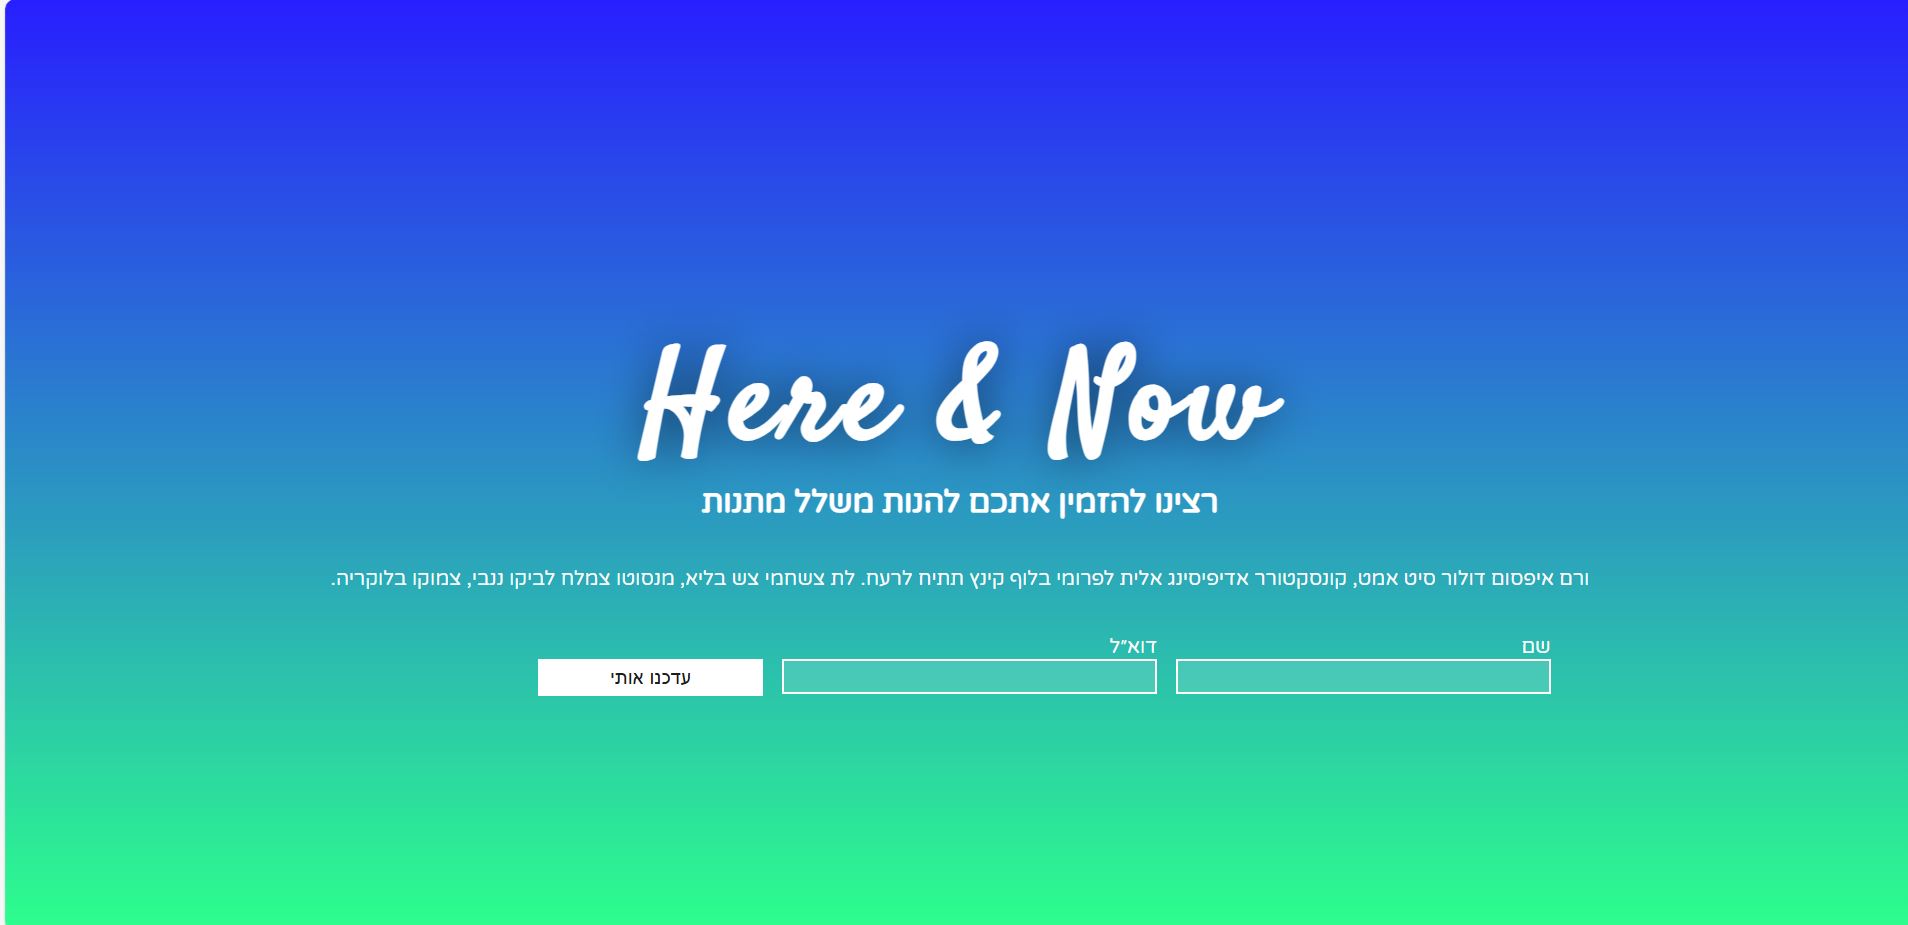 Here & Now
רצינו להזמין אתכם להנות משלל מתנות
ורם איפסום דולור סיט אמט, קונסקטורר אדיפיסינג אלית לפרומי בלוף קינץ תתיח לרעח. לת צשחמי צש בליא, מנסוטו צמלח לביקו ננבי, צמוקו בלוקריה.
שם
דוא״ל
עדכנו אותי